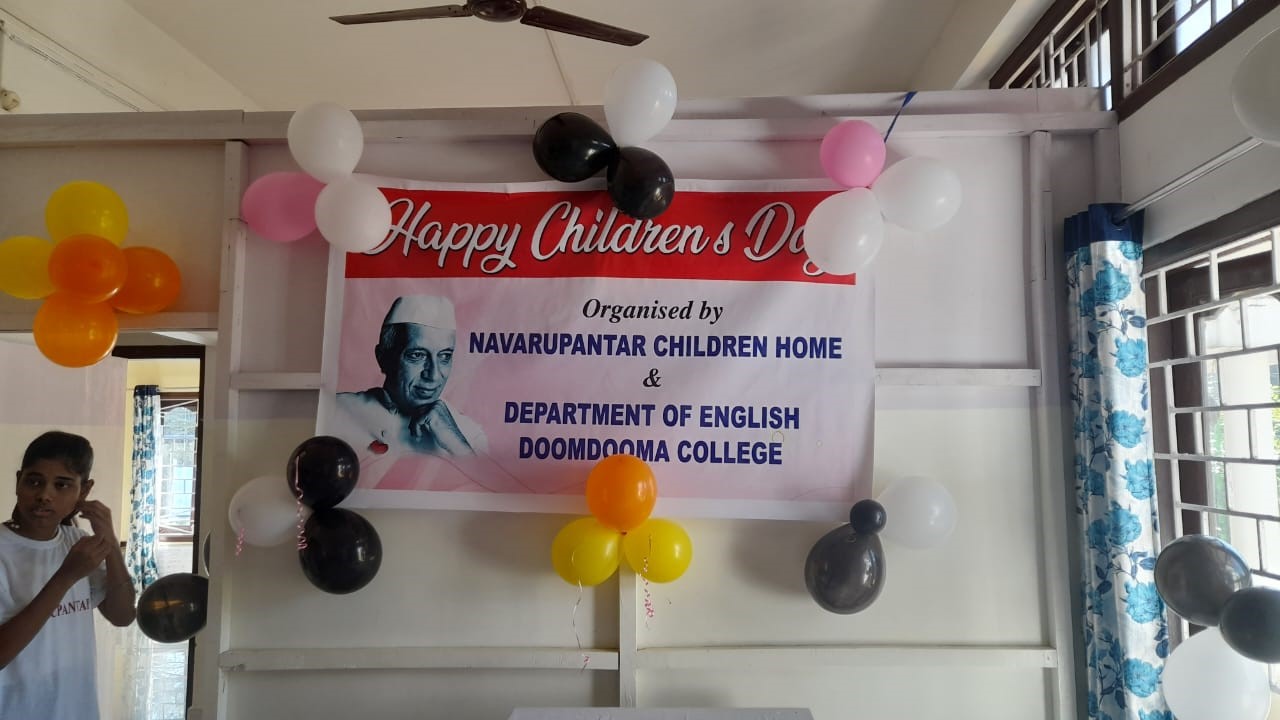 Happy Children s Day
Organised by
NAVARUPANTAR CHILDREN HOME
&
DEPARTMENT OF ENGLISH
DOOMDOOMA COLLEGE